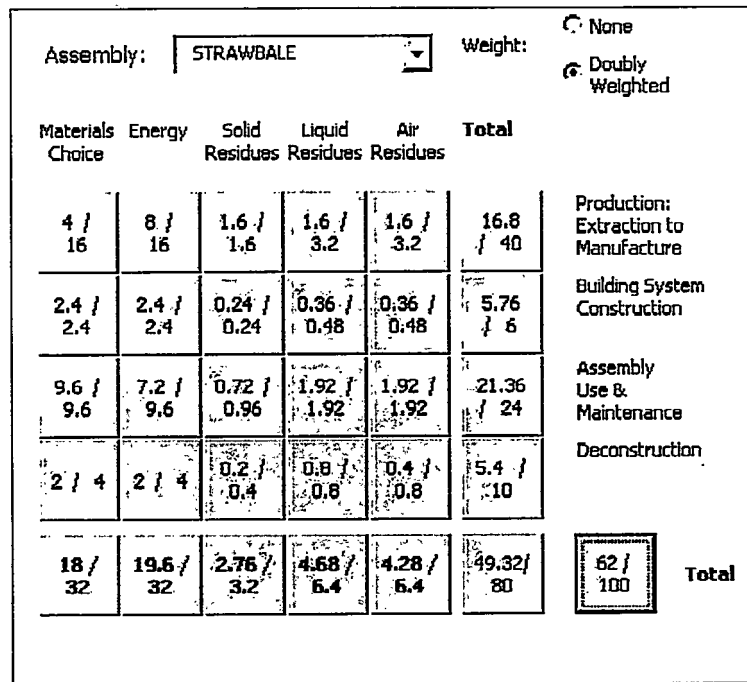 Assembly: STRAWBALE Weight: None
Doubly
Weighted
Materials Energy Solid Liquid Air Total
Choice Residues Residues Residues
4 / 8 / 1.6 / 1.6 / 1.6 / 16.8 Production:
16 16 1.6 3.2 3.2 / 40 Extraction to
Manufacture
2.4 / 2.4 / 0.24 / 0.36 / 0.36 / 5.76 Building System
2.4 2.4 0.24 0.48 0.48 / 6 Construction
9.6 / 7.2 / 0.72 / 1.92 / 1.92 / 21.36 Assembly
9.6 9.6 0.96 1.92 1.92 / 24 Use &
Maintenance
2 / 4 2 / 4 0.2 / 0.8 / 0.4 / 5.4 / Deconstruction
0.4 0.8 0.8 10
18 / 19.6 / 2.76 / 4.68 / 4.28 / 49.32/ 62 / Total
32 32 3.2 6.4 6.4 80 100